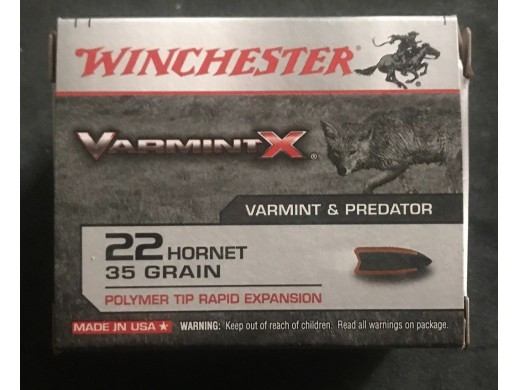 WINCHESTER
®
VARMINT X ®
VARMINT & PREDATOR
22 HORNET
35 GRAIN
POLYMER TIP RAPID EXPANSION
MADE IN USA ★ WARNING: Keep out of reach of children. Read all warnings on package.